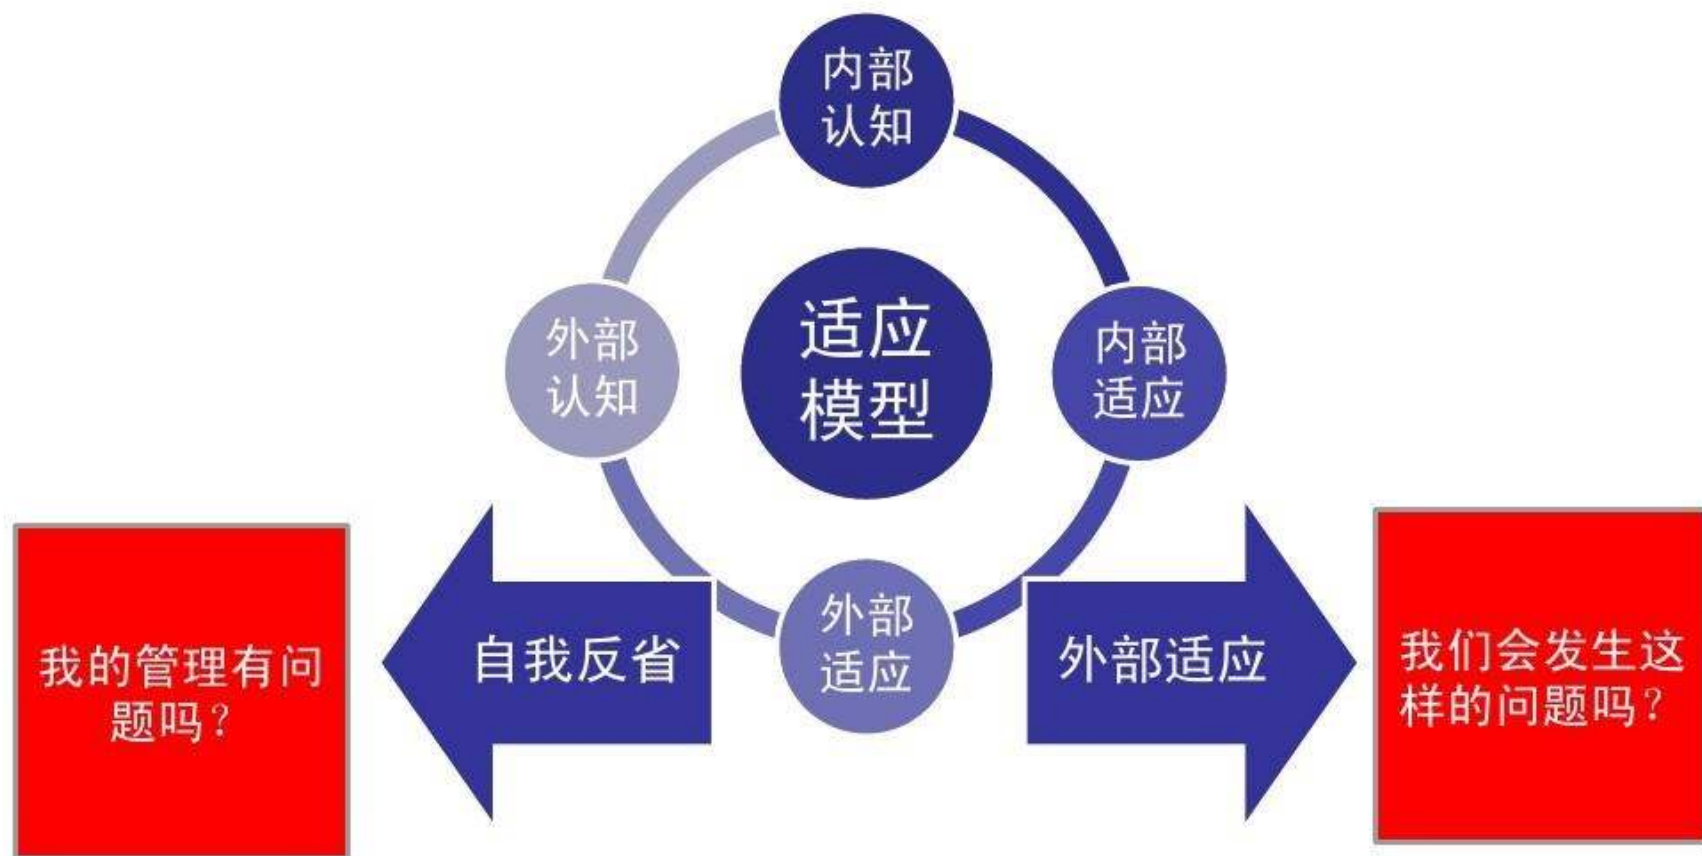 内部
认知
外部
认知
适应
模型
内部
适应
外部
适应
自我反省
外部适应
我的管理有问
题吗？
我们会发生这
样的问题吗？